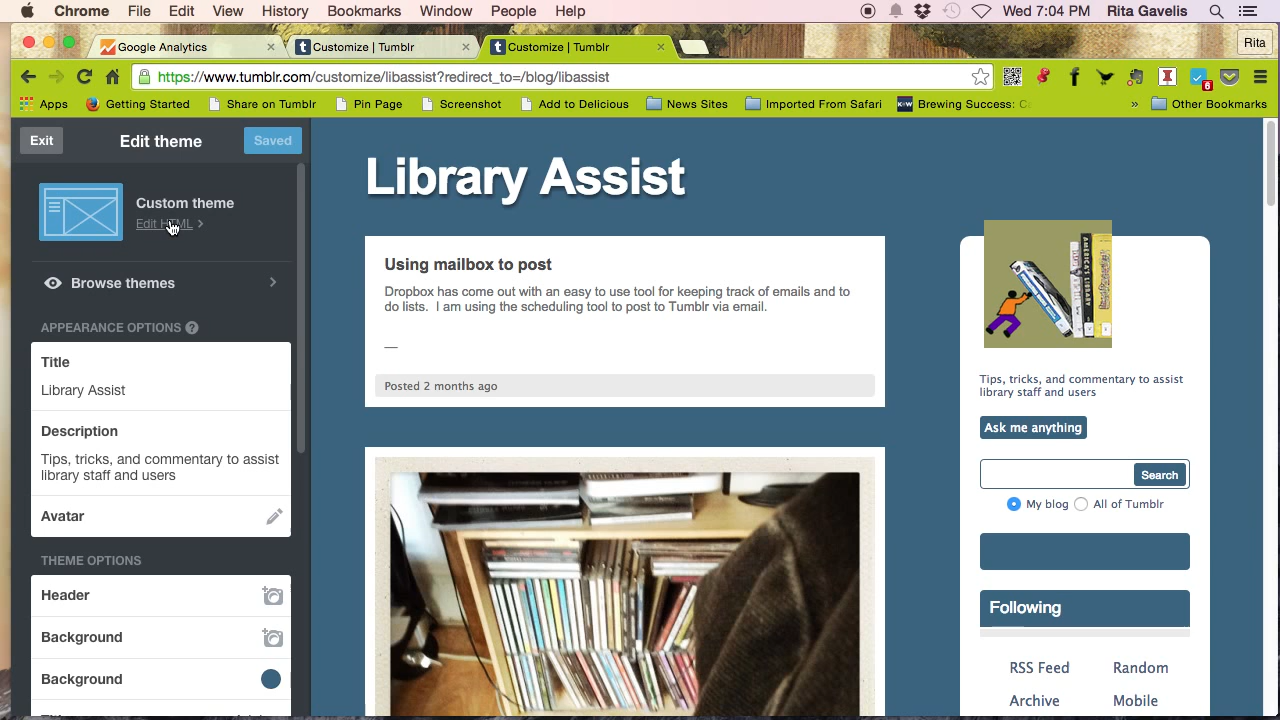 Chrome File Edit View History Bookmarks Window People Help Wed 7:04 PM Rita Gavelis
Google Analytics Customize | Tumblr Customize | Tumblr Rita
https://www.tumblr.com/customize/libassist?redirect_to=/blog/libassist
Apps Getting Started Share on Tumblr Pin Page Screenshot Add to Delicious News Sites Imported From Safari Brewing Success: » Other Bookmarks
Exit Edit theme Saved
Custom theme
Edit HTML
Browse themes
APPEARANCE OPTIONS ?
Title
Library Assist
Description
Tips, tricks, and commentary to assist
library staff and users
Avatar
THEME OPTIONS
Header
Background
Background
Library Assist
Using mailbox to post
Dropbox has come out with an easy to use tool for keeping track of emails and to
do lists. I am using the scheduling tool to post to Tumblr via email.
—
Posted 2 months ago
AMERICA'S LIBRARY
Tips, tricks, and commentary to assist
library staff and users
Ask me anything
Search
My blog All of Tumblr
Following
RSS Feed Random
Archive Mobile